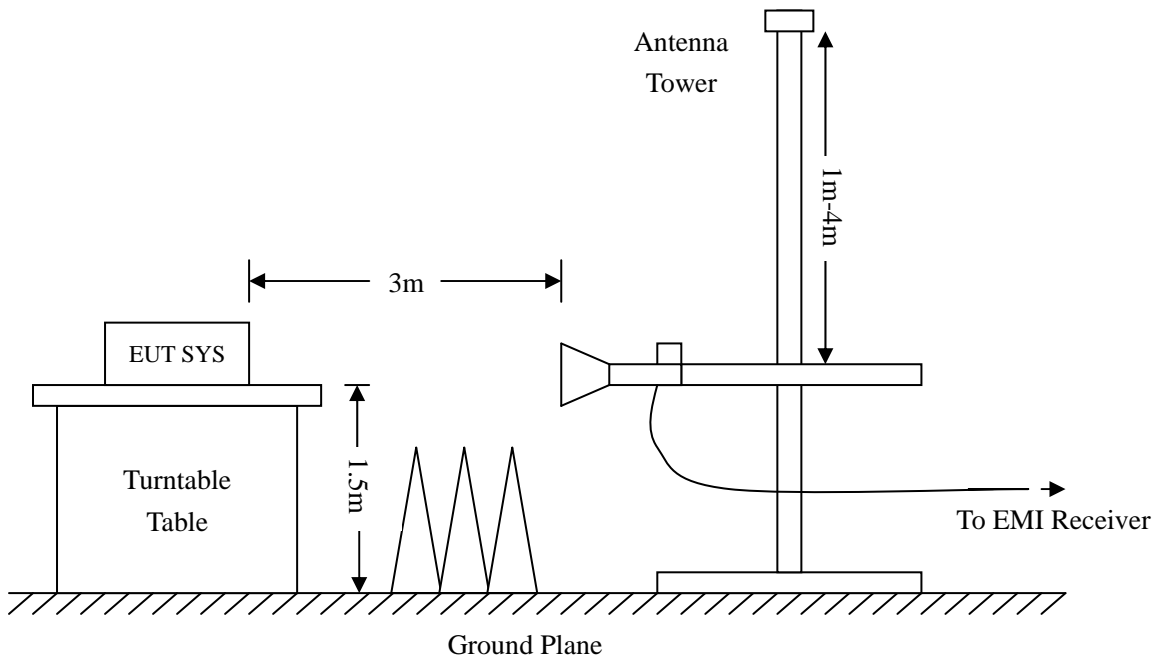 Antenna
Tower
1m-4m
3m
EUT SYS
1.5m
Turntable
Table
To EMI Receiver
Ground Plane